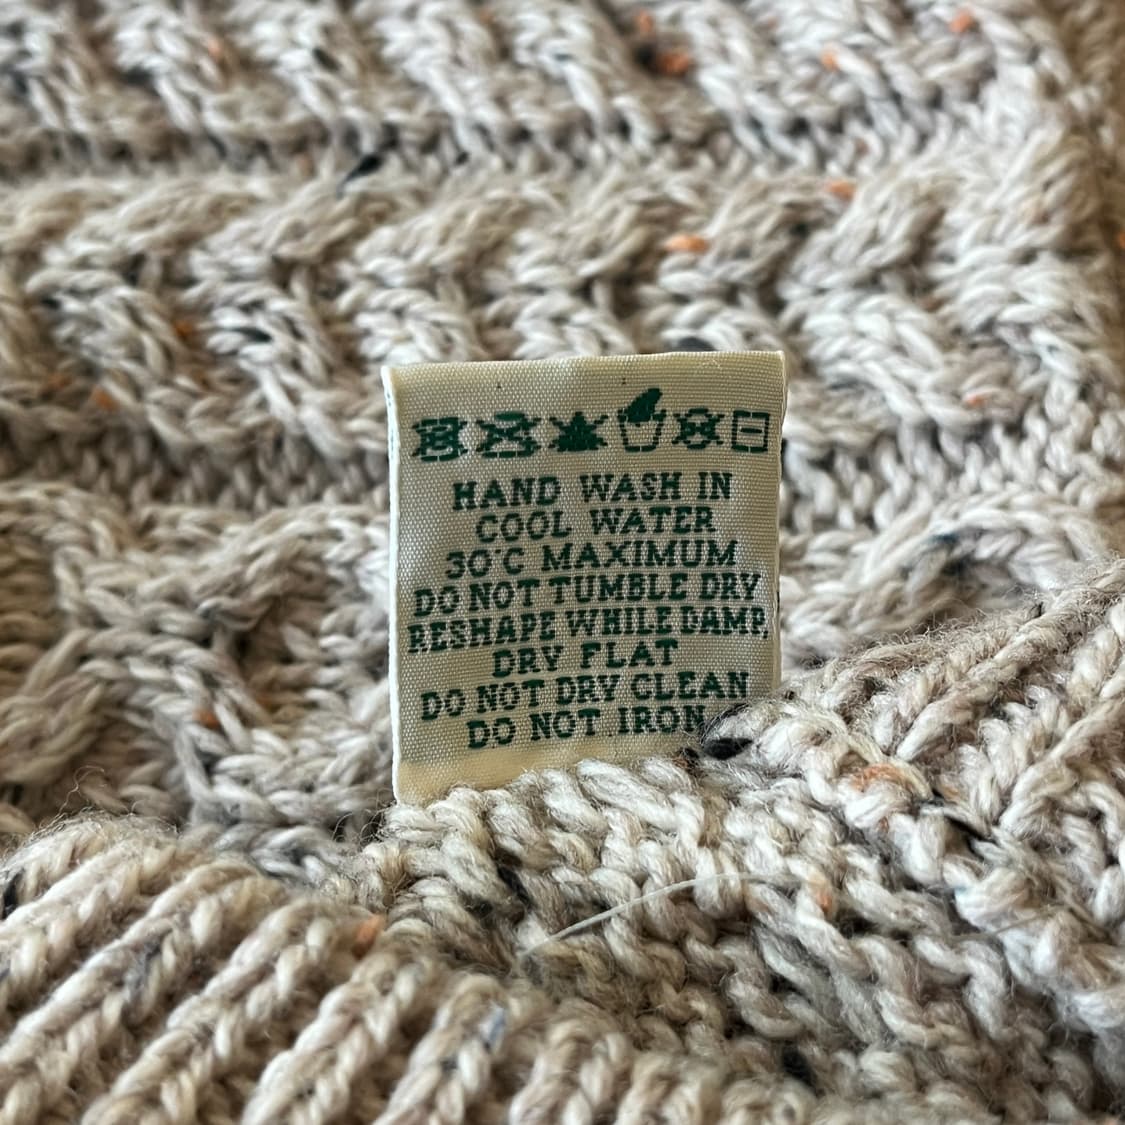 HAND WASH IN
COOL WATER
30°C MAXIMUM
DO NOT TUMBLE DRY
RESHAPE WHILE DAMP,
DRY FLAT
DO NOT DRY CLEAN
DO NOT IRON